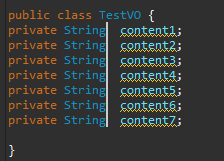 public class TestVO {
private String  content1;
private String  content2;
private String  content3;
private String  content4;
private String  content5;
private String  content6;
private String  content7;
}